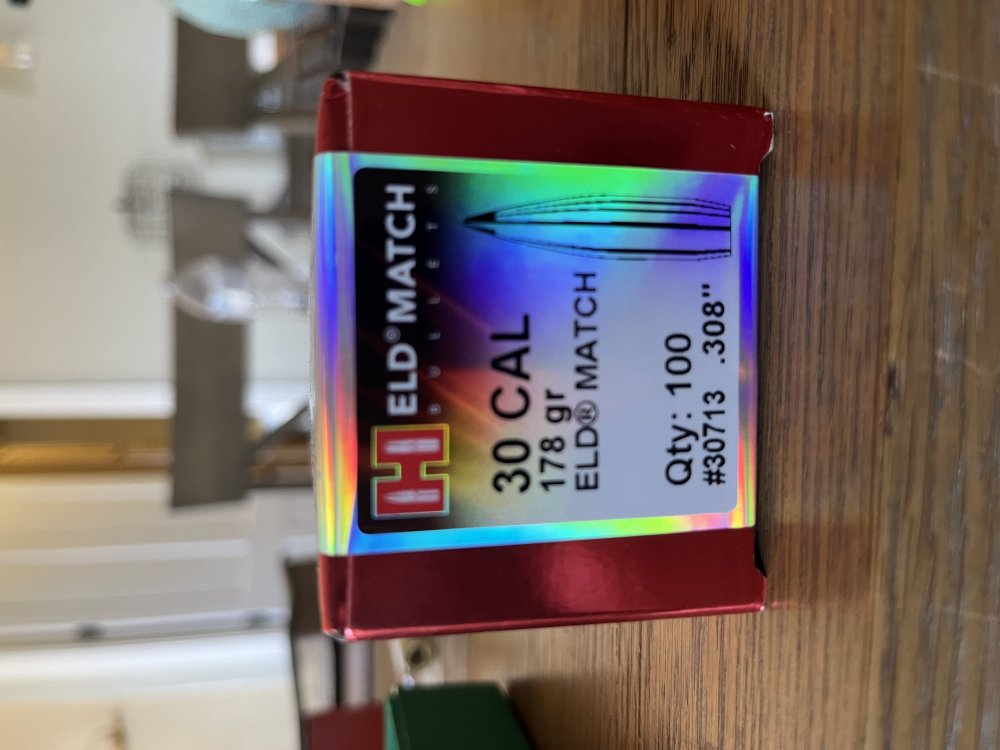 H ELD® MATCH
BULLETS
30 CAL
178 gr
ELD® MATCH
Qty: 100
#30713 .308"